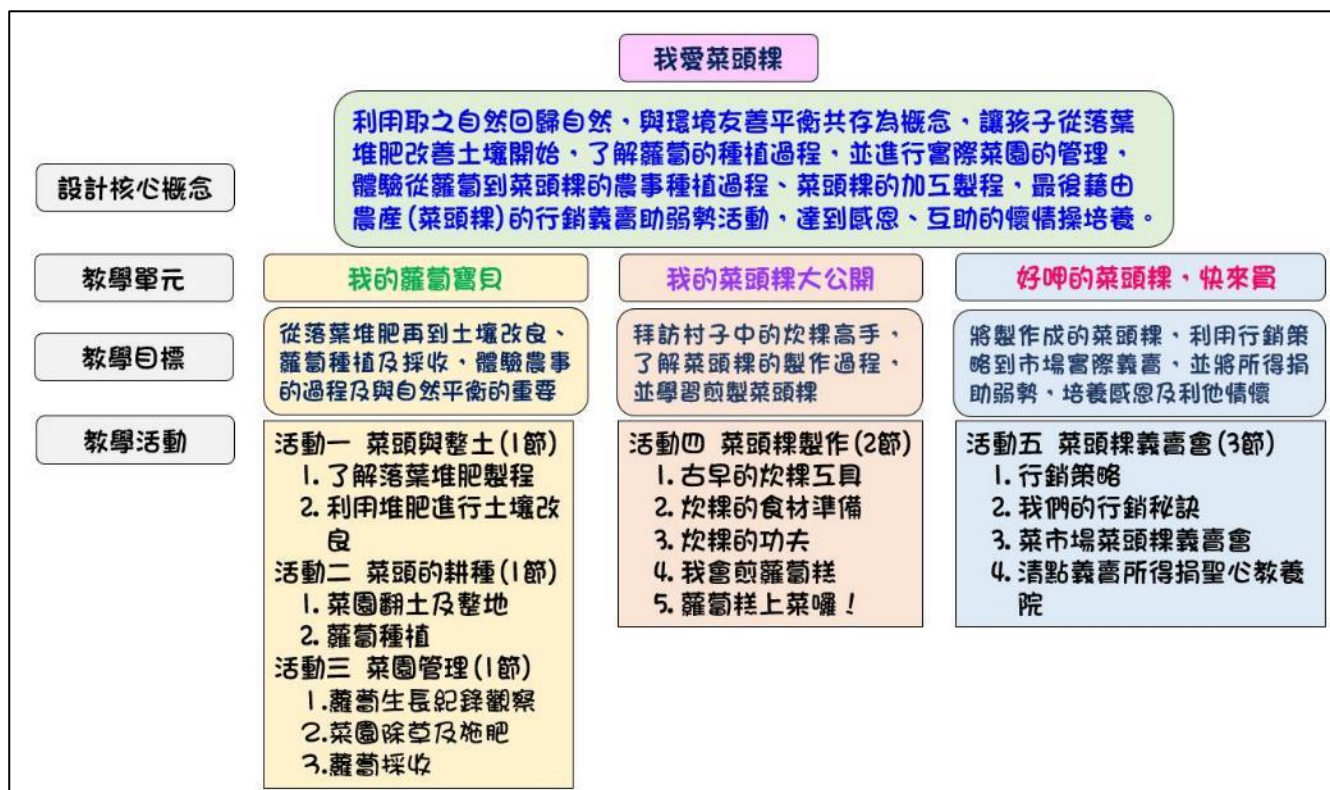 我愛菜頭粿
設計核心概念
利用取之自然回歸自然、與環境友善平衡共存為概念，讓孩子從落葉
堆肥改善土壤開始，了解蘿蔔的種植過程，並進行實際菜園的管理，
體驗從蘿蔔到菜頭粿的農事種植過程、菜頭粿的加工製程，最後藉由
農產(菜頭粿)的行銷義賣助弱勢活動，達到感恩、互助的懷情操培養。
教學單元
我的蘿蔔寶貝
我的菜頭粿大公開
好呷的菜頭粿、快來買
教學目標
從落葉堆肥再到土壤改良、
蘿蔔種植及採收，體驗農事
的過程及與自然平衡的重要
拜訪村子中的炊粿高手，
了解菜頭粿的製作過程，
並學習煎製菜頭粿
將製作成的菜頭粿，利用行銷策
略到市場實際義賣，並將所得捐
助弱勢，培養感恩及利他情懷
教學活動
活動一 菜頭與整土(1節)
1. 了解落葉堆肥製程
2. 利用堆肥進行土壤改
良
活動二 菜頭的耕種(1節)
1. 菜園翻土及整地
2. 蘿蔔種植
活動三 菜園管理(1節)
1.蘿蔔生長紀錄觀察
2.菜園除草及施肥
3.蘿蔔採收
活動四 菜頭粿製作(2節)
1. 古早的炊粿工具
2. 炊粿的食材準備
3. 炊粿的功夫
4. 我會煎蘿蔔糕
5. 蘿蔔糕上菜囉！
活動五 菜頭粿義賣會(3節)
1. 行銷策略
2. 我們的行銷秘訣
3. 菜市場菜頭粿義賣會
4. 清點義賣所得捐聖心教養
院